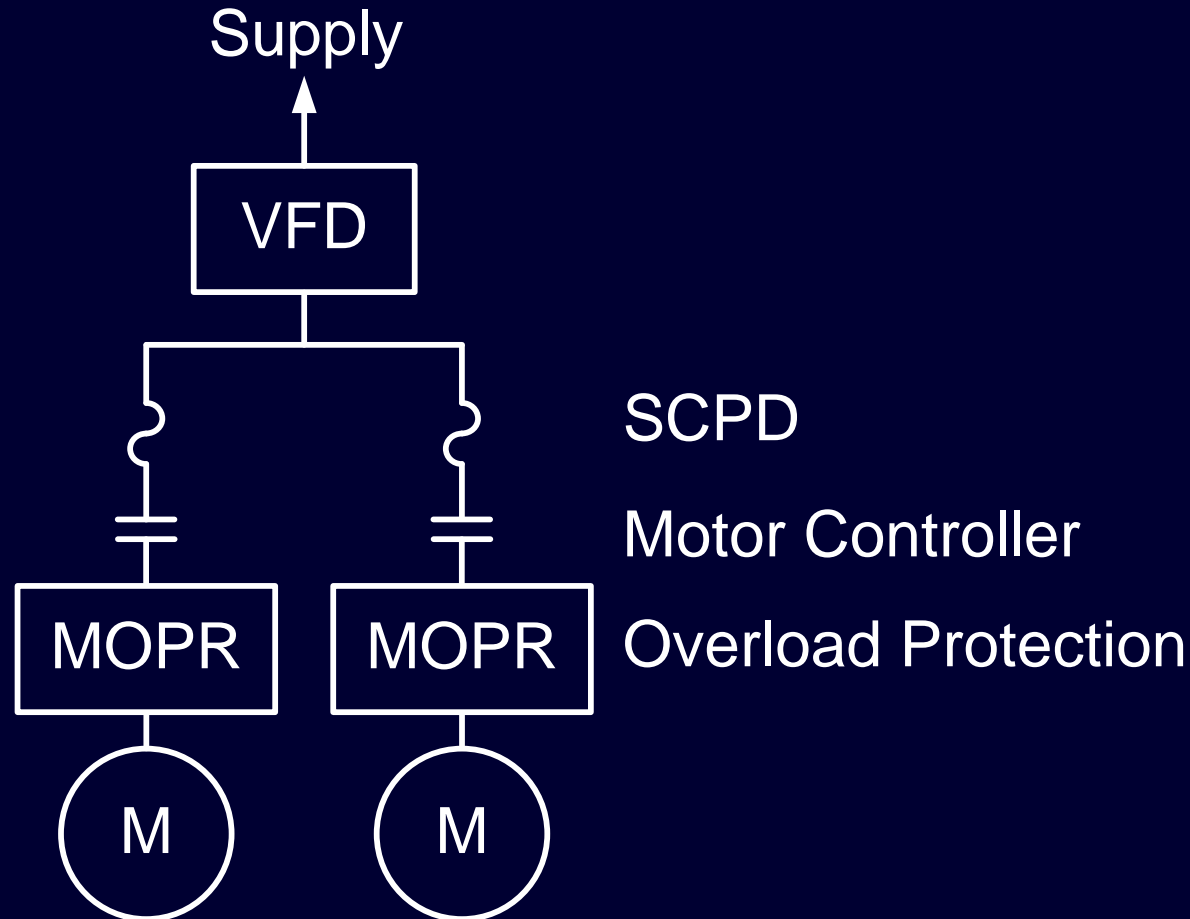 Supply
VFD
SCPD
Motor Controller
MOPR MOPR Overload Protection
M M